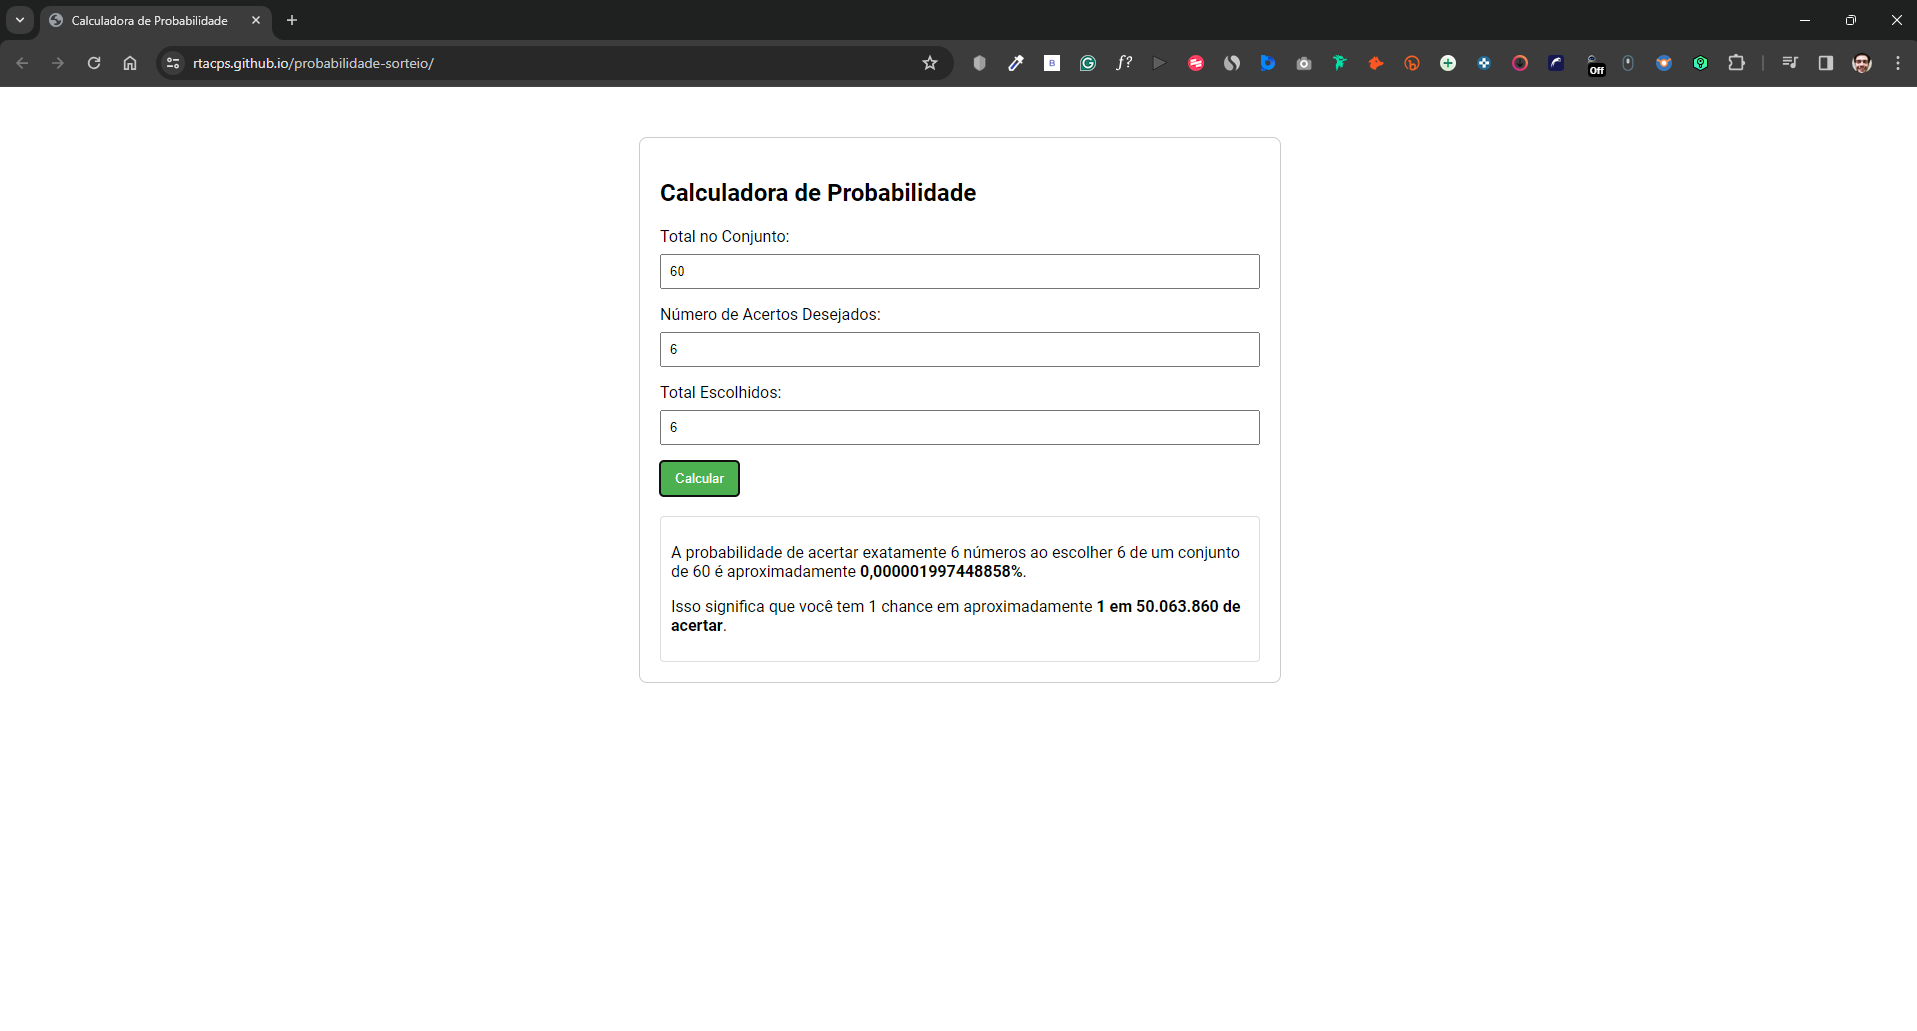 Calculadora de Probabilidade
rtacps.github.io/probabilidade-sorteio/
B
f?
Off
Calculadora de Probabilidade
Total no Conjunto:
60
Número de Acertos Desejados:
6
Total Escolhidos:
6
Calcular
A probabilidade de acertar exatamente 6 números ao escolher 6 de um conjunto
de 60 é aproximadamente 0,000001997448858%.
Isso significa que você tem 1 chance em aproximadamente 1 em 50.063.860 de
acertar.